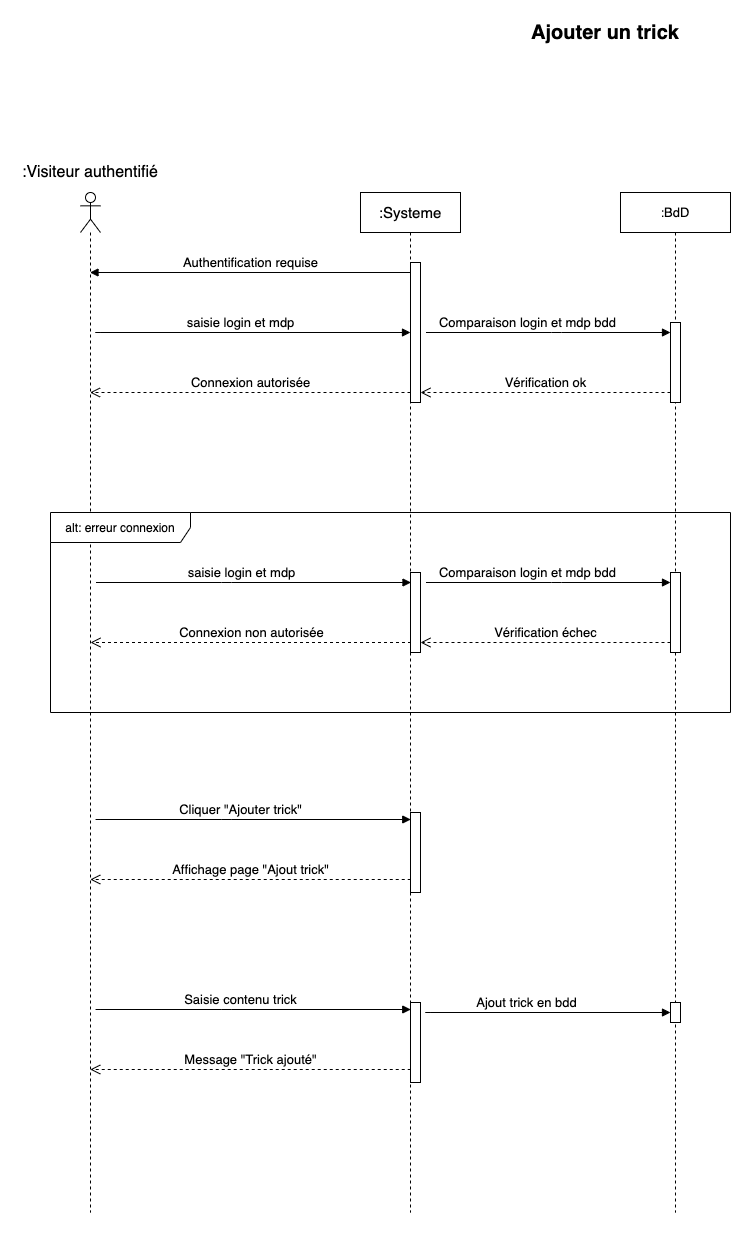 Ajouter un trick
:Visiteur authentifié
:Systeme
:BdD
Authentification requise
saisie login et mdp
Comparaison login et mdp bdd
Connexion autorisée
Vérification ok
alt: erreur connexion
saisie login et mdp
Comparaison login et mdp bdd
Connexion non autorisée
Vérification échec
Cliquer "Ajouter trick"
Affichage page "Ajout trick"
Saisie contenu trick
Ajout trick en bdd
Message "Trick ajouté"